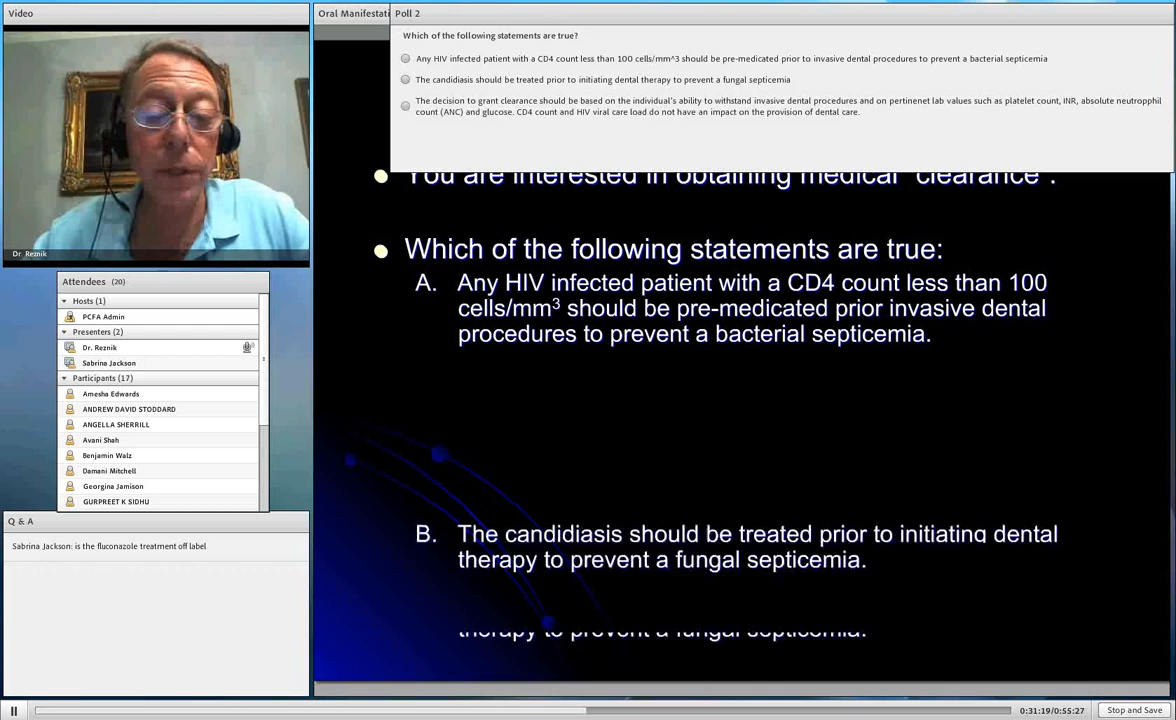 Video
Dr. Reznik
Attendees (20)
Hosts (1)
PCFA Admin
Presenters (2)
Dr. Reznik
Sabrina Jackson
Participants (17)
Amesha Edwards
ANDREW DAVID STODDARD
ANGELLA SHERRILL
Avani Shah
Benjamin Walz
Damani Mitchell
Georgina Jamison
GURPREET K SIDHU
Q & A
Sabrina Jackson: is the fluconazole treatment off label
Oral Manifestati
Poll 2
Which of the following statements are true?
Any HIV infected patient with a CD4 count less than 100 cells/mm^3 should be pre-medicated prior to invasive dental procedures to prevent a bacterial septicemia
The candidiasis should be treated prior to initiating dental therapy to prevent a fungal septicemia
The decision to grant clearance should be based on the individual's ability to withstand invasive dental procedures and on pertinenet lab values such as platelet count, INR, absolute neutropphil
count (ANC) and glucose. CD4 count and HIV viral care load do not have an impact on the provision of dental care.
• You are interested in obtaining medical "clearance".
• Which of the following statements are true:
A. Any HIV infected patient with a CD4 count less than 100
cells/mm³ should be pre-medicated prior invasive dental
procedures to prevent a bacterial septicemia.
B. The candidiasis should be treated prior to initiating dental
therapy to prevent a fungal septicemia.
therapy to prevent a fungal septicemia.
0:31:19/0:55:27
Stop and Save